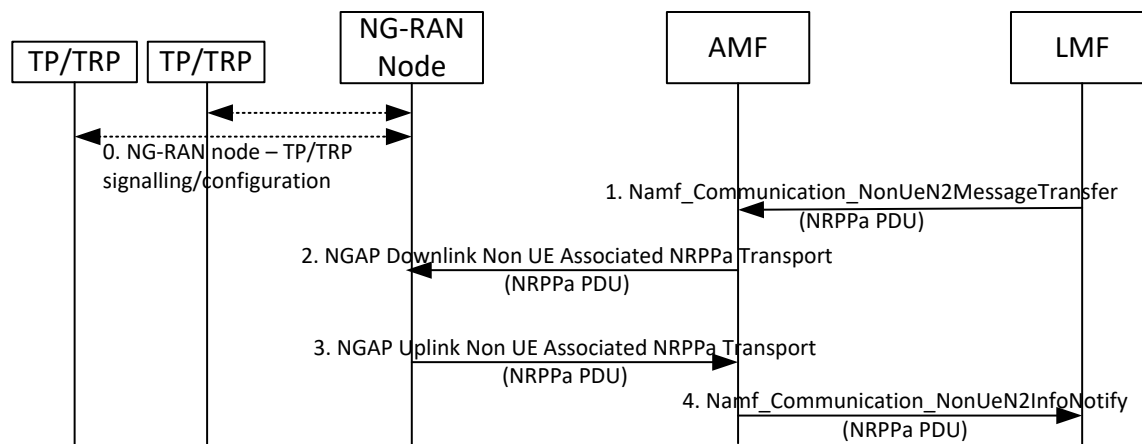 TP/TRP
TP/TRP
NG-RAN
Node
AMF
LMF
0. NG-RAN node – TP/TRP
signalling/configuration
1. Namf_Communication_NonUeN2MessageTransfer
(NRPPa PDU)
2. NGAP Downlink Non UE Associated NRPPa Transport
(NRPPa PDU)
3. NGAP Uplink Non UE Associated NRPPa Transport
(NRPPa PDU)
4. Namf_Communication_NonUeN2InfoNotify
(NRPPa PDU)